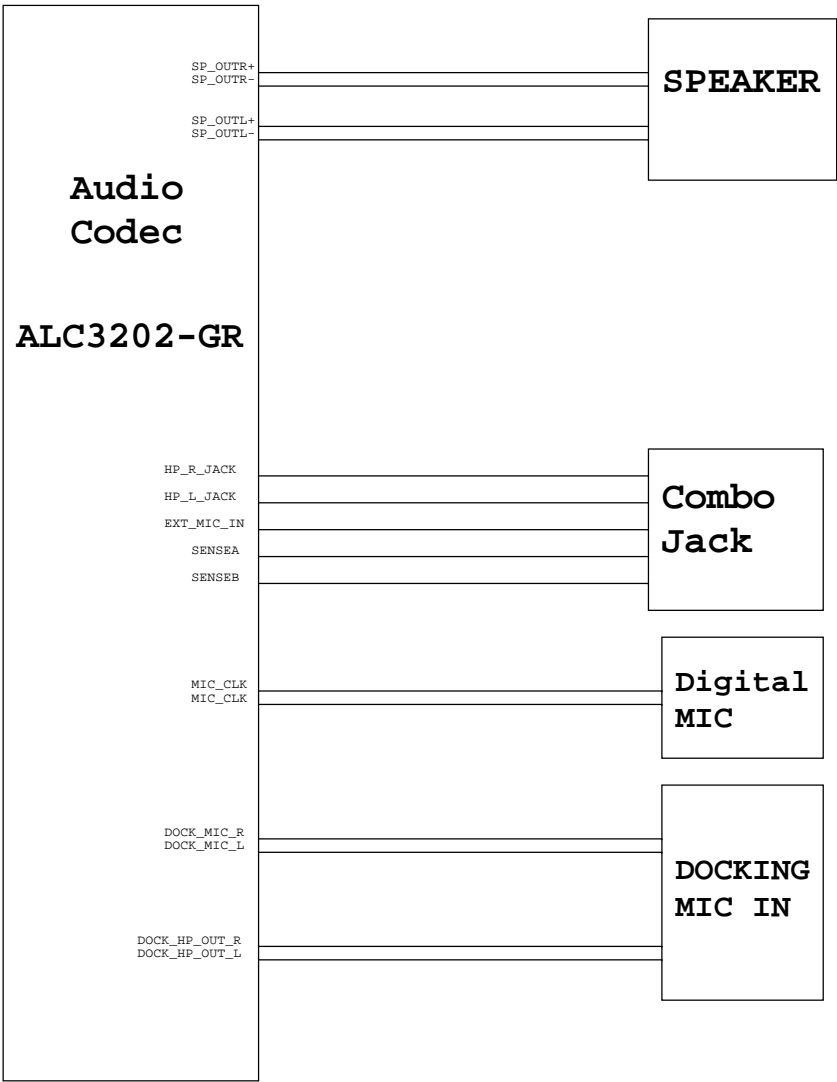 SP_OUTR+
SP_OUTR-
SPEAKER
SP_OUTL+
SP_OUTL-
Audio
Codec
ALC3202-GR
HP_R_JACK
HP_L_JACK
EXT_MIC_IN
SENSEA
SENSEB
Combo
Jack
MIC_CLK
MIC_CLK
Digital
MIC
DOCK_MIC_R
DOCK_MIC_L
DOCKING
MIC IN
DOCK_HP_OUT_R
DOCK_HP_OUT_L